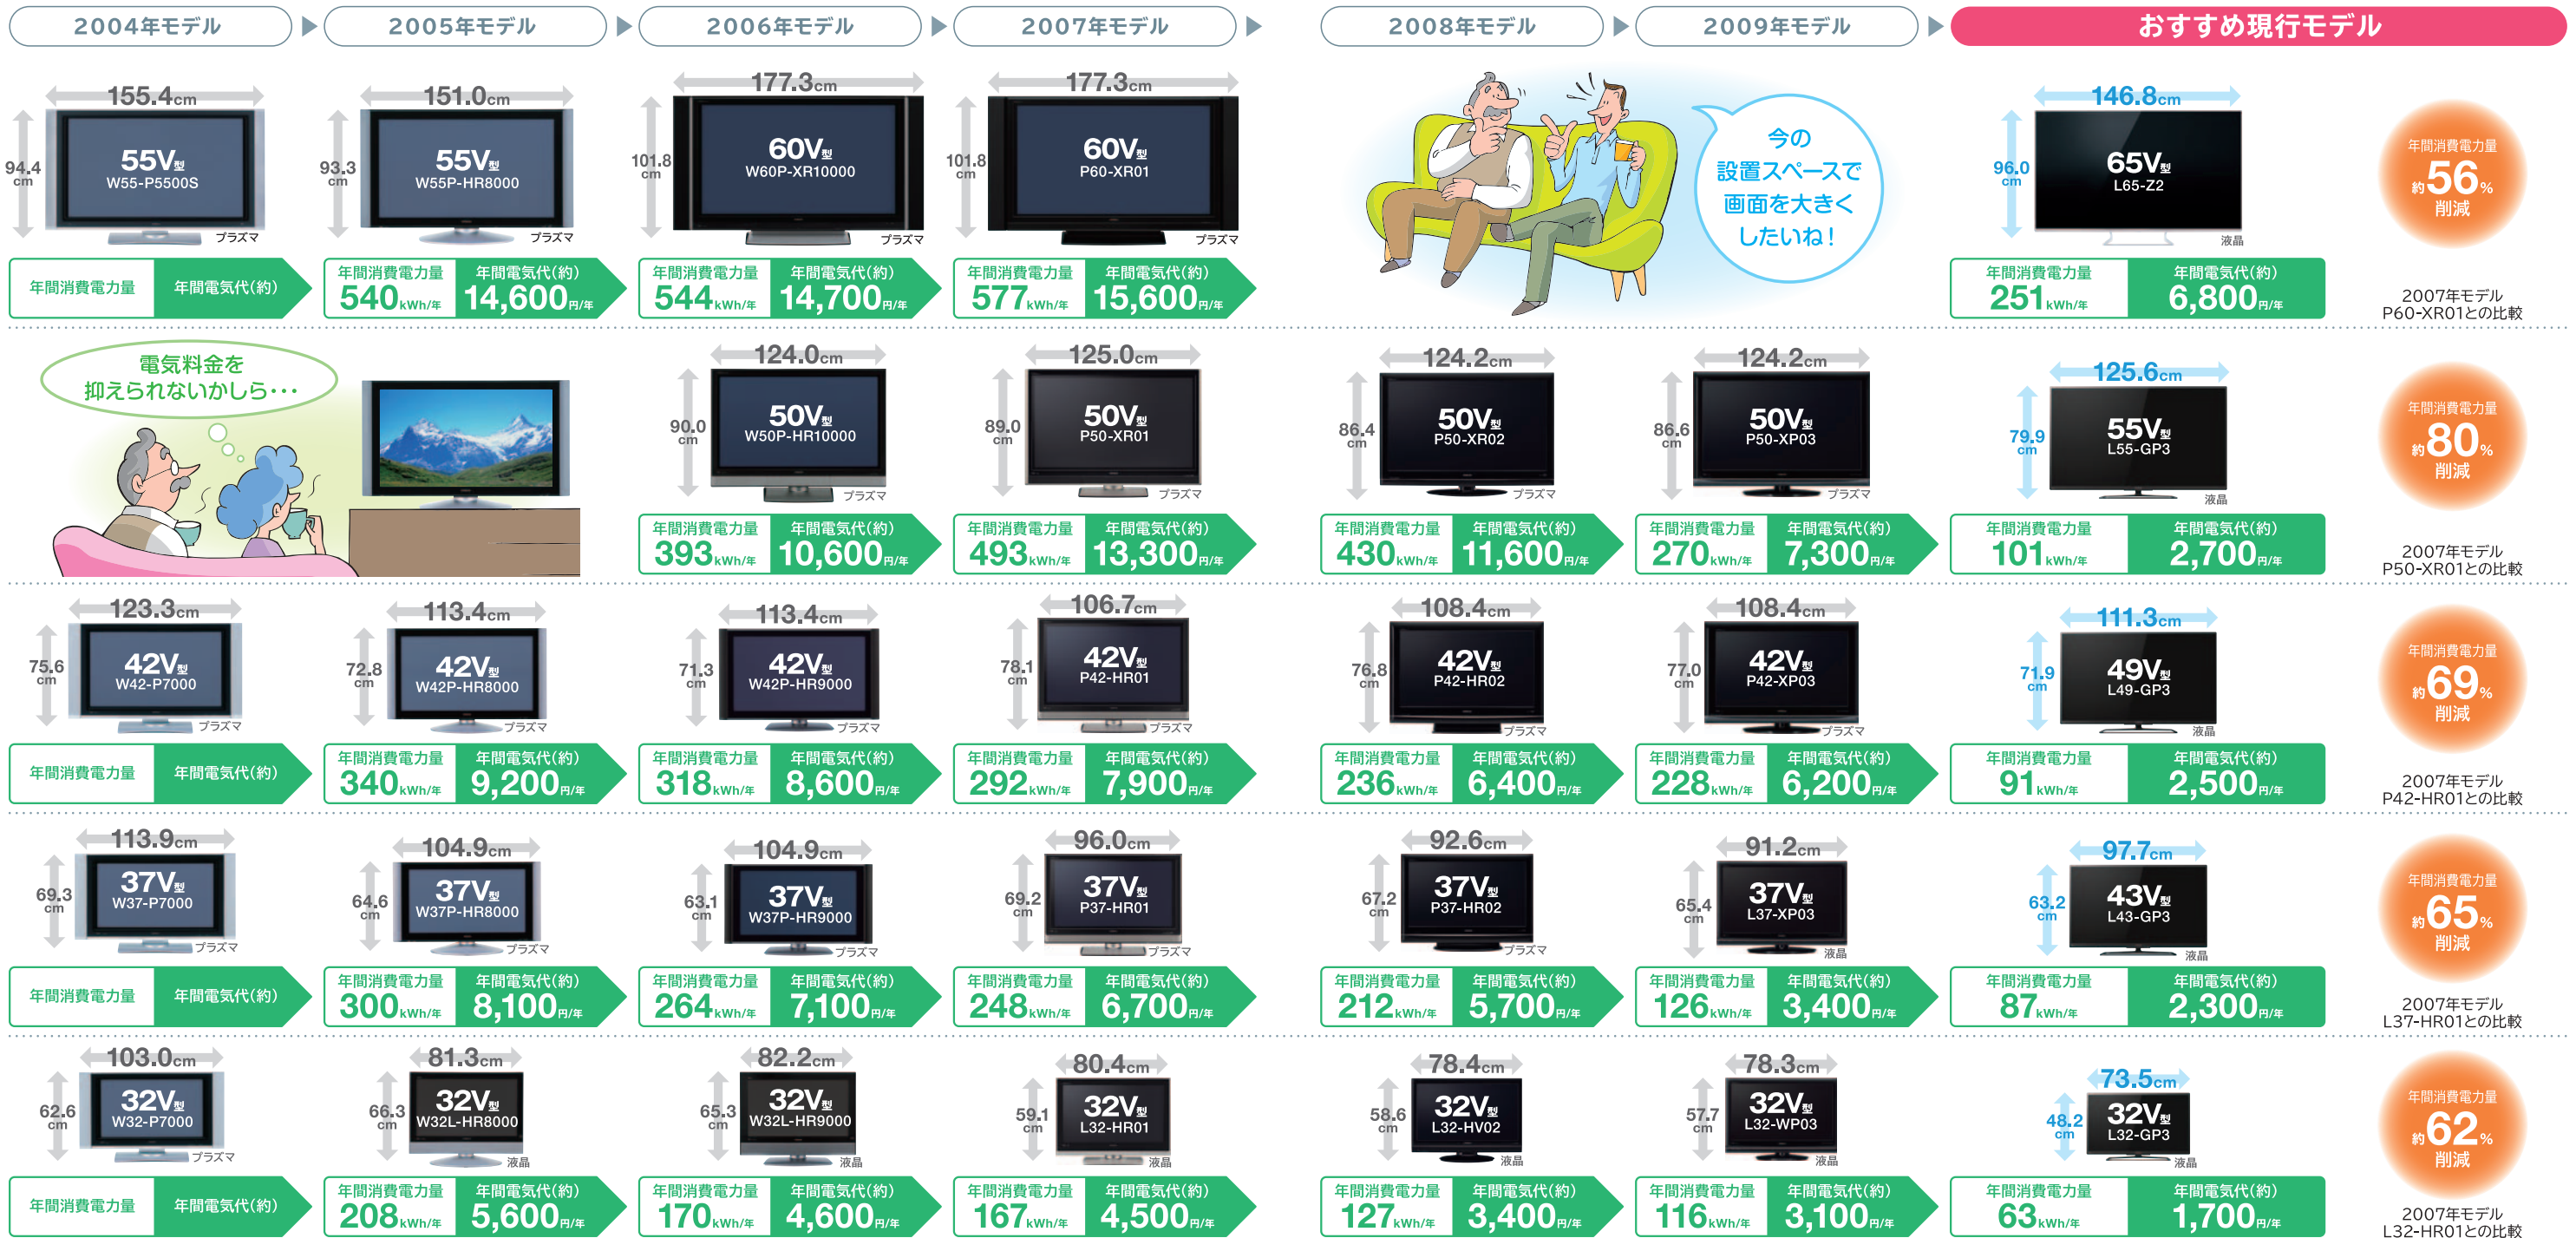 2004年モデル
2005年モデル
2006年モデル
2007年モデル
2008年モデル
2009年モデル
おすすめ現行モデル
155.4cm
94.4
cm
55V型
W55-P5500S
プラズマ
年間消費電力量
年間電気代(約)
151.0cm
93.3
cm
55V型
W55P-HR8000
プラズマ
年間消費電力量
540kWh/年
年間電気代(約)
14,600円/年
177.3cm
101.8
cm
60V型
W60P-XR10000
プラズマ
年間消費電力量
544kWh/年
年間電気代(約)
14,700円/年
177.3cm
101.8
cm
60V型
P60-XR01
プラズマ
年間消費電力量
577kWh/年
年間電気代(約)
15,600円/年
今の
設置スペースで
画面を大きく
したいね!
146.8cm
96.0
cm
65V型
L65-Z2
液晶
年間消費電力量
251kWh/年
年間電気代(約)
6,800円/年
年間消費電力量
約56%
削減
2007年モデル
P60-XR01との比較
電気料金を
抑えられないかしら・・・
124.0cm
90.0
cm
50V型
W50P-HR10000
プラズマ
年間消費電力量
393kWh/年
年間電気代(約)
10,600円/年
125.0cm
89.0
cm
50V型
P50-XR01
プラズマ
年間消費電力量
493kWh/年
年間電気代(約)
13,300円/年
124.2cm
86.4
cm
50V型
P50-XR02
プラズマ
年間消費電力量
430kWh/年
年間電気代(約)
11,600円/年
124.2cm
86.6
cm
50V型
P50-XP03
プラズマ
年間消費電力量
270kWh/年
年間電気代(約)
7,300円/年
125.6cm
79.9
cm
55V型
L55-GP3
液晶
年間消費電力量
101kWh/年
年間電気代(約)
2,700円/年
年間消費電力量
約80%
削減
2007年モデル
P50-XR01との比較
123.3cm
75.6
cm
42V型
W42-P7000
プラズマ
年間消費電力量
年間電気代(約)
113.4cm
72.8
cm
42V型
W42P-HR8000
プラズマ
年間消費電力量
340kWh/年
年間電気代(約)
9,200円/年
113.4cm
71.3
cm
42V型
W42P-HR9000
プラズマ
年間消費電力量
318kWh/年
年間電気代(約)
8,600円/年
106.7cm
78.1
cm
42V型
P42-HR01
プラズマ
年間消費電力量
292kWh/年
年間電気代(約)
7,900円/年
108.4cm
76.8
cm
42V型
P42-HR02
プラズマ
年間消費電力量
236kWh/年
年間電気代(約)
6,400円/年
108.4cm
77.0
cm
42V型
P42-XP03
プラズマ
年間消費電力量
228kWh/年
年間電気代(約)
6,200円/年
111.3cm
71.9
cm
49V型
L49-GP3
液晶
年間消費電力量
91kWh/年
年間電気代(約)
2,500円/年
年間消費電力量
約69%
削減
2007年モデル
P42-HR01との比較
113.9cm
69.3
cm
37V型
W37-P7000
プラズマ
年間消費電力量
年間電気代(約)
104.9cm
64.6
cm
37V型
W37P-HR8000
プラズマ
年間消費電力量
300kWh/年
年間電気代(約)
8,100円/年
104.9cm
63.1
cm
37V型
W37P-HR9000
プラズマ
年間消費電力量
264kWh/年
年間電気代(約)
7,100円/年
96.0cm
69.2
cm
37V型
P37-HR01
プラズマ
年間消費電力量
248kWh/年
年間電気代(約)
6,700円/年
92.6cm
67.2
cm
37V型
P37-HR02
プラズマ
年間消費電力量
212kWh/年
年間電気代(約)
5,700円/年
91.2cm
65.4
cm
37V型
L37-XP03
液晶
年間消費電力量
126kWh/年
年間電気代(約)
3,400円/年
97.7cm
63.2
cm
43V型
L43-GP3
液晶
年間消費電力量
87kWh/年
年間電気代(約)
2,300円/年
年間消費電力量
約65%
削減
2007年モデル
L37-HR01との比較
103.0cm
62.6
cm
32V型
W32-P7000
プラズマ
年間消費電力量
年間電気代(約)
81.3cm
66.3
cm
32V型
W32L-HR8000
液晶
年間消費電力量
208kWh/年
年間電気代(約)
5,600円/年
82.2cm
65.3
cm
32V型
W32L-HR9000
液晶
年間消費電力量
170kWh/年
年間電気代(約)
4,600円/年
80.4cm
59.1
cm
32V型
L32-HR01
液晶
年間消費電力量
167kWh/年
年間電気代(約)
4,500円/年
78.4cm
58.6
cm
32V型
L32-HV02
液晶
年間消費電力量
127kWh/年
年間電気代(約)
3,400円/年
78.3cm
57.7
cm
32V型
L32-WP03
液晶
年間消費電力量
116kWh/年
年間電気代(約)
3,100円/年
73.5cm
48.2
cm
32V型
L32-GP3
液晶
年間消費電力量
63kWh/年
年間電気代(約)
1,700円/年
年間消費電力量
約62%
削減
2007年モデル
L32-HR01との比較